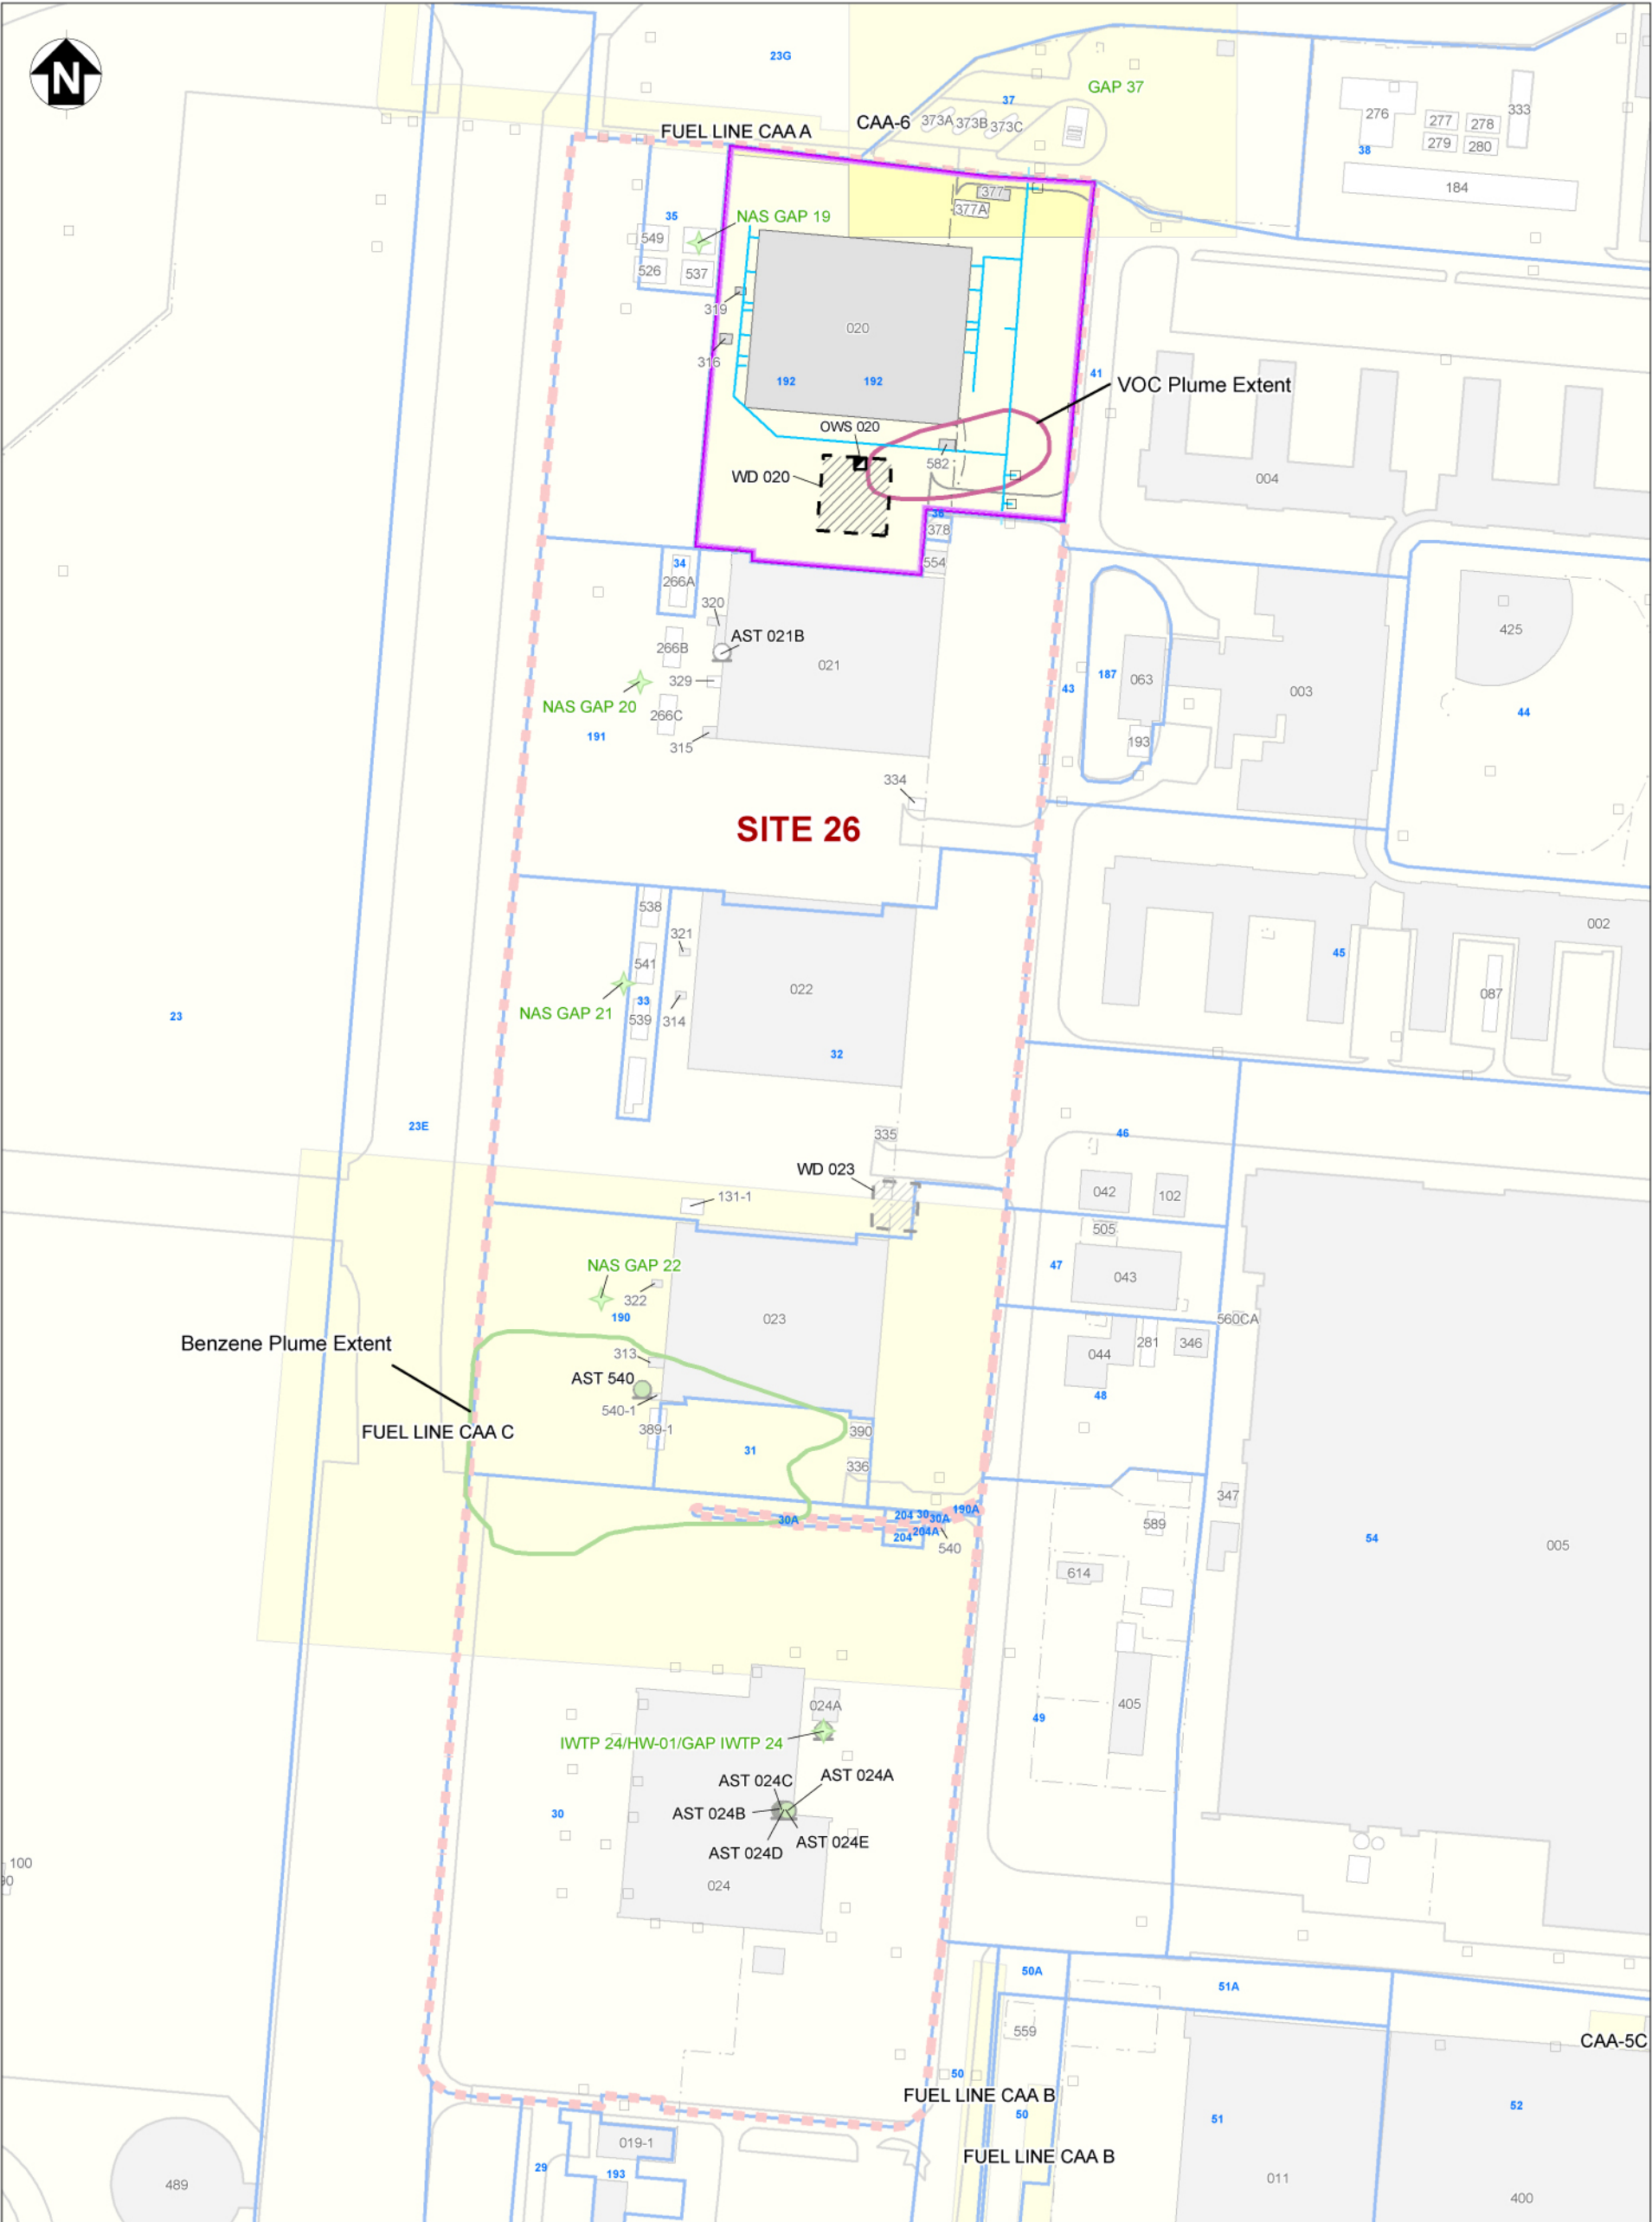 N
23G
GAP 37
37
FUEL LINE CAA A
CAA-6
373A
373B
373C
276
277
278
279
280
333
38
184
377
377A
35
NAS GAP 19
549
526
537
319
316
020
192
192
41
VOC Plume Extent
OWS 020
582
WD 020
004
36
378
554
34
266A
320
AST 021B
266B
329
021
NAS GAP 20
266C
191
315
43
187
063
193
003
425
44
334
SITE 26
538
321
541
022
NAS GAP 21
33
539
314
32
45
002
087
23
23E
335
46
WD 023
131-1
042
102
505
NAS GAP 22
322
190
023
47
043
560CA
Benzene Plume Extent
313
AST 540
540-1
389-1
044
281
346
48
FUEL LINE CAA C
31
390
336
347
190A
204
30
30A
30A
204A
204
540
589
614
54
005
024A
405
49
IWTP 24/HW-01/GAP IWTP 24
AST 024C
AST 024A
AST 024B
AST 024E
AST 024D
30
024
100
90
50A
51A
559
CAA-5C
50
FUEL LINE CAA B
50
51
52
019-1
29
193
FUEL LINE CAA B
489
011
400